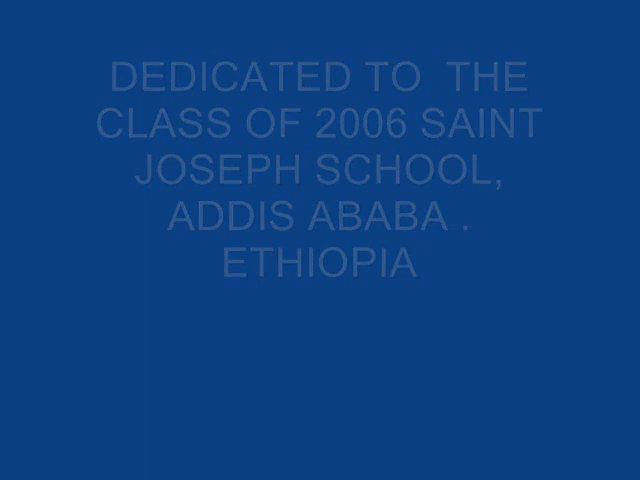 DEDICATED TO  THE
CLASS OF 2006 SAINT
JOSEPH SCHOOL,
ADDIS ABABA .
ETHIOPIA